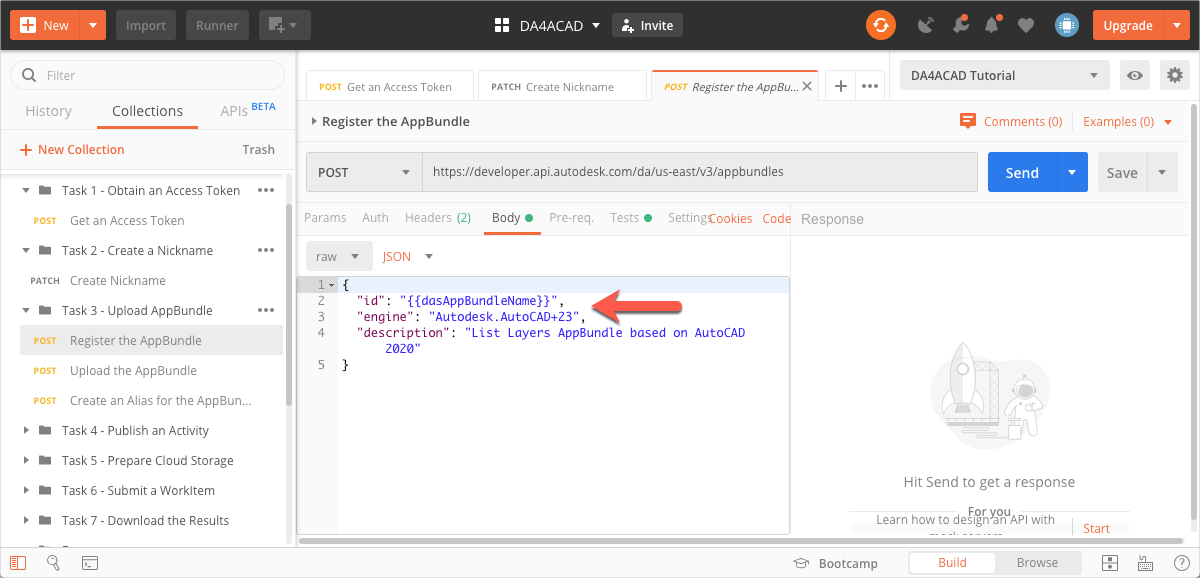 New
Import
Runner
DA4ACAD
Invite
Upgrade
Filter
History
Collections
APIs BETA
New Collection
Trash
Task 1 - Obtain an Access Token
POST Get an Access Token
Task 2 - Create a Nickname
PATCH Create Nickname
Task 3 - Upload AppBundle
POST Register the AppBundle
POST Upload the AppBundle
POST Create an Alias for the AppBun...
Task 4 - Publish an Activity
Task 5 - Prepare Cloud Storage
Task 6 - Submit a WorkItem
Task 7 - Download the Results
POST Get an Access Token
PATCH Create Nickname
POST Register the AppBu...
DA4ACAD Tutorial
Register the AppBundle
Comments (0)
Examples (0)
POST
https://developer.api.autodesk.com/da/us-east/v3/appbundles
Send
Save
Params
Auth
Headers (2)
Body
Pre-req.
Tests
Settings
Cookies
Code
Response
raw
JSON
1 {
2 "id": "{{dasAppBundleName}}",
3 "engine": "Autodesk.AutoCAD+23",
4 "description": "List Layers AppBundle based on AutoCAD
2020"
5 }
Hit Send to get a response
For you
Learn how to design an API with
mock servers
Start
Bootcamp
Build
Browse